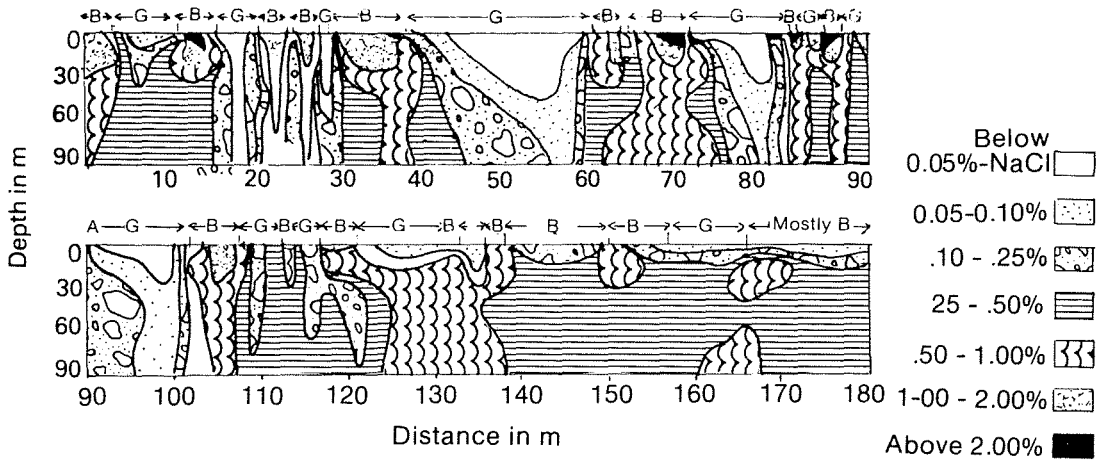 B G B G B B G B G B B G B G B G
0
30
60
90
10 20 30 40 50 60 70 80 90
A G B G B G B G B B B B G Mostly B
0
30
60
90
90 100 110 120 130 140 150 160 170 180
Depth in m
Distance in m
Below
0.05%-NaCl
0.05-0.10%
.10 - .25%
25 - .50%
.50 - 1.00%
1-00 - 2.00%
Above 2.00%